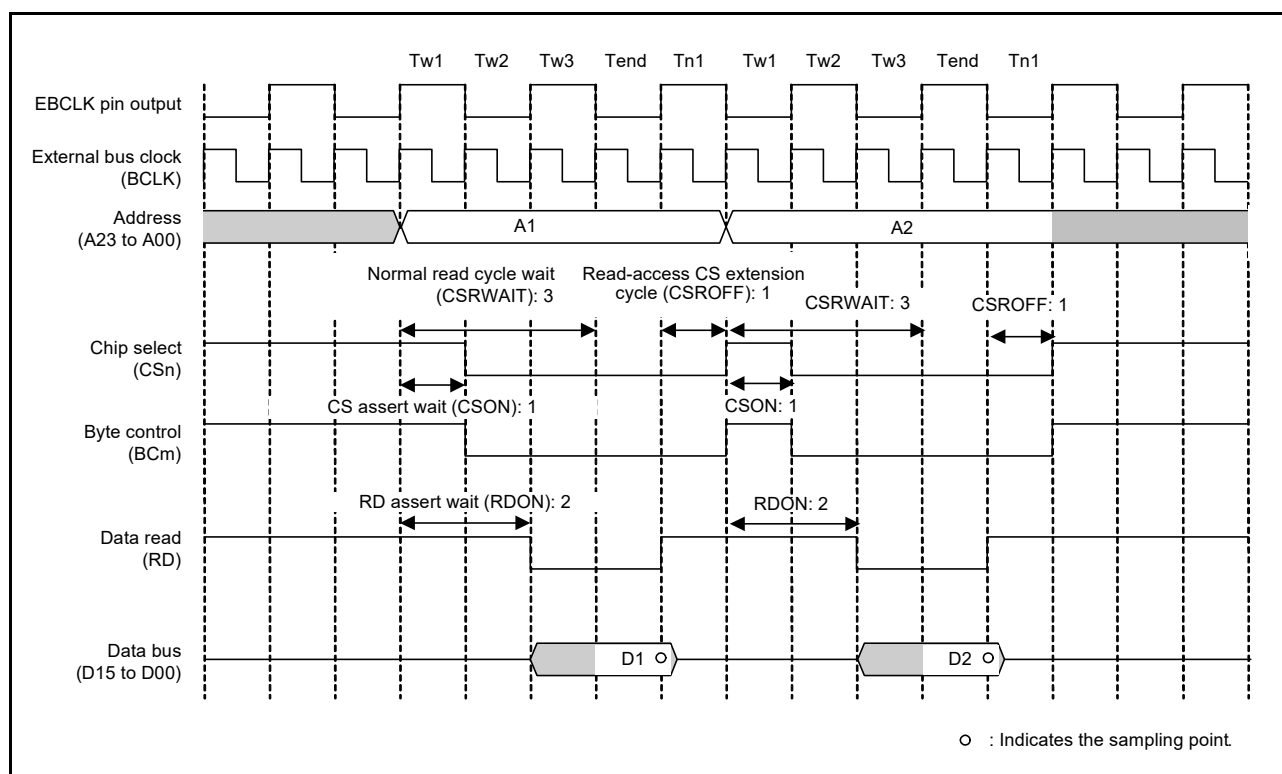 Tw1 Tw2 Tw3 Tend Tn1 Tw1 Tw2 Tw3 Tend Tn1
EBCLK pin output
External bus clock
(BCLK)
Address
(A23 to A00)
A1
A2
Normal read cycle wait
(CSRWAIT): 3
Read-access CS extension
cycle (CSROFF): 1
CSRWAIT: 3
CSROFF: 1
Chip select
(CSn)
CS assert wait (CSON): 1
CSON: 1
Byte control
(BCm)
RD assert wait (RDON): 2
RDON: 2
Data read
(RD)
Data bus
(D15 to D00)
D1
D2
: Indicates the sampling point.